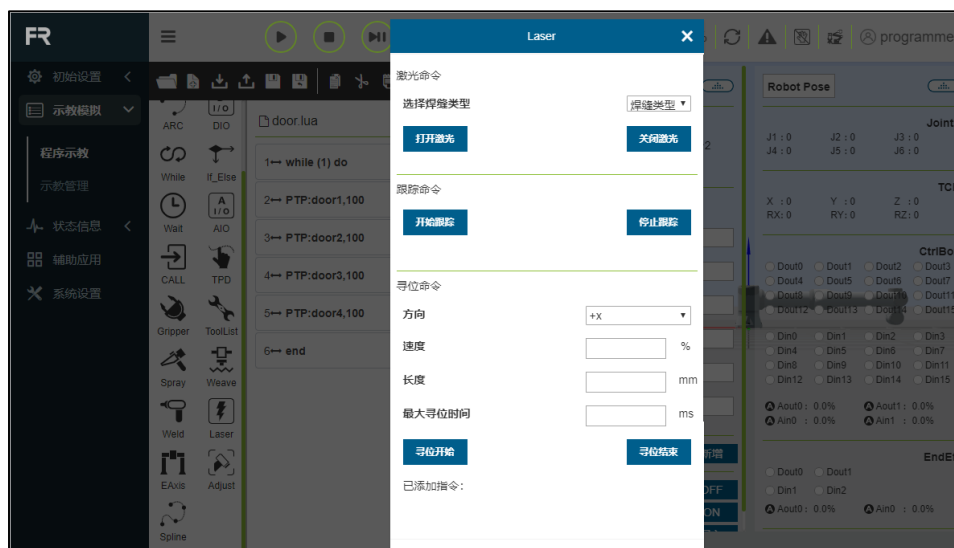 FR
Laser
programme
初始设置
示教模拟
程序示教
示教管理
状态信息
辅助应用
系统设置
ARC
DIO
While
If_Else
Wait
AIO
CALL
TPD
Gripper
ToolList
Spray
Weave
Weld
Laser
EAxis
Adjust
Spline
door.lua
1 while (1) do
2 PTP:door1,100
3 PTP:door2,100
4 PTP:door3,100
5 PTP:door4,100
6 end
激光命令
选择焊缝类型 焊缝类型
打开激光 关闭激光
跟踪命令
开始跟踪 停止跟踪
寻位命令
方向 +x
速度 %
长度 mm
最大寻位时间 ms
寻位开始 寻位结束
已添加指令:
2
新增
OFF
ON
Robot Pose
Joint
J1 : 0 J2 : 0 J3 : 0
J4 : 0 J5 : 0 J6 : 0
X : 0 Y : 0 Z : 0
RX: 0 RY: 0 RZ: 0
Dout0 Dout1 Dout2 Dout3
Dout4 Dout5 Dout6 Dout7
Dout8 Dout9 Dout11
Dout12 Dout13 Dout14 Dout15
Din0 Din1 Din2 Din3
Din4 Din5 Din6 Din7
Din8 Din9 Din10 Din11
Din12 Din13 Din14 Din15
A Aout0 : 0.0% A Aout1 : 0.0%
A Ain0 : 0.0% A Ain1 : 0.0%
Dout0 Dout1
Din1 Din2
A Aout0 : 0.0% A Ain0 : 0.0%